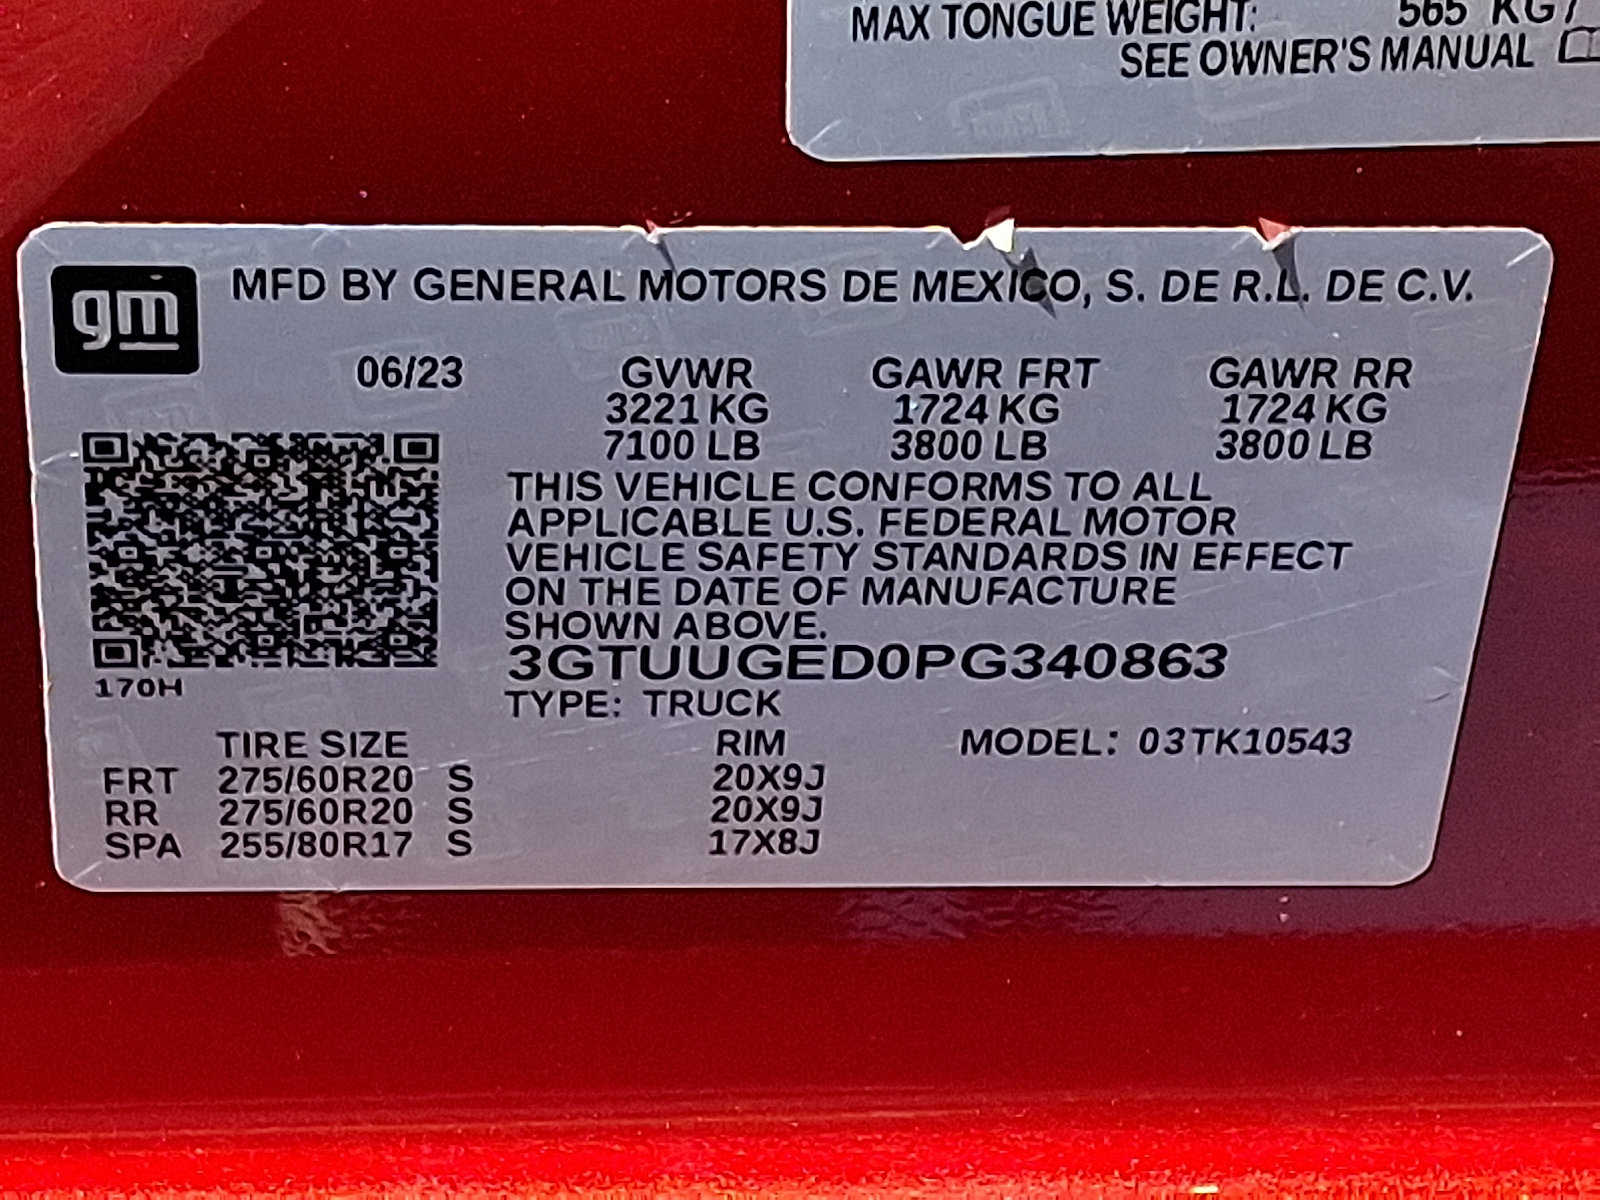 MAX TONGUE WEIGHT: 565 KG/
SEE OWNER'S MANUAL
gm
MFD BY GENERAL MOTORS DE MEXICO, S. DE R.L. DE C.V.
06/23 GVWR GAWR FRT GAWR RR
3221 KG 1724 KG 1724 KG
7100 LB 3800 LB 3800 LB
THIS VEHICLE CONFORMS TO ALL
APPLICABLE U.S. FEDERAL MOTOR
VEHICLE SAFETY STANDARDS IN EFFECT
ON THE DATE OF MANUFACTURE
SHOWN ABOVE.
3GTUUGED0PG340863
170H
TYPE: TRUCK
TIRE SIZE RIM MODEL: 03TK10543
FRT 275/60R20 S 20X9J
RR 275/60R20 S 20X9J
SPA 255/80R17 S 17X8J